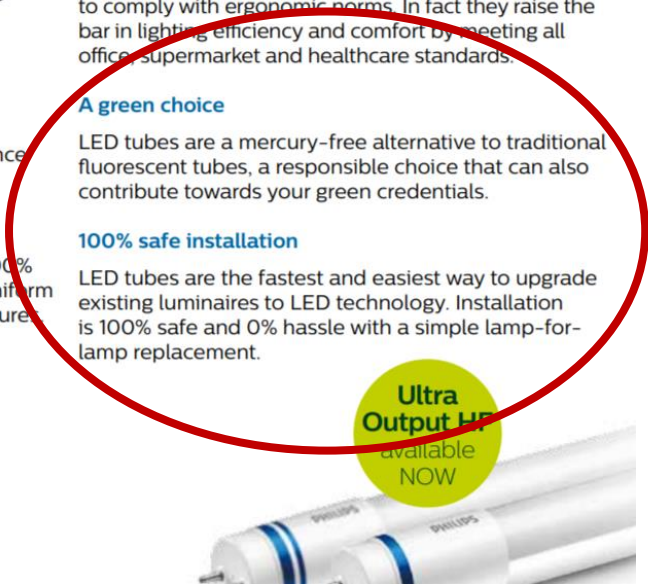 to comply with ergonomic norms. In fact they raise the
bar in lighting efficiency and comfort by meeting all
office, supermarket and healthcare standards.
A green choice
LED tubes are a mercury-free alternative to traditional
fluorescent tubes, a responsible choice that can also
contribute towards your green credentials.
100% safe installation
LED tubes are the fastest and easiest way to upgrade
existing luminaires to LED technology. Installation
is 100% safe and 0% hassle with a simple lamp-for-
lamp replacement.
Ultra
Output HF
available
NOW
PHILIPS
PHILIPS